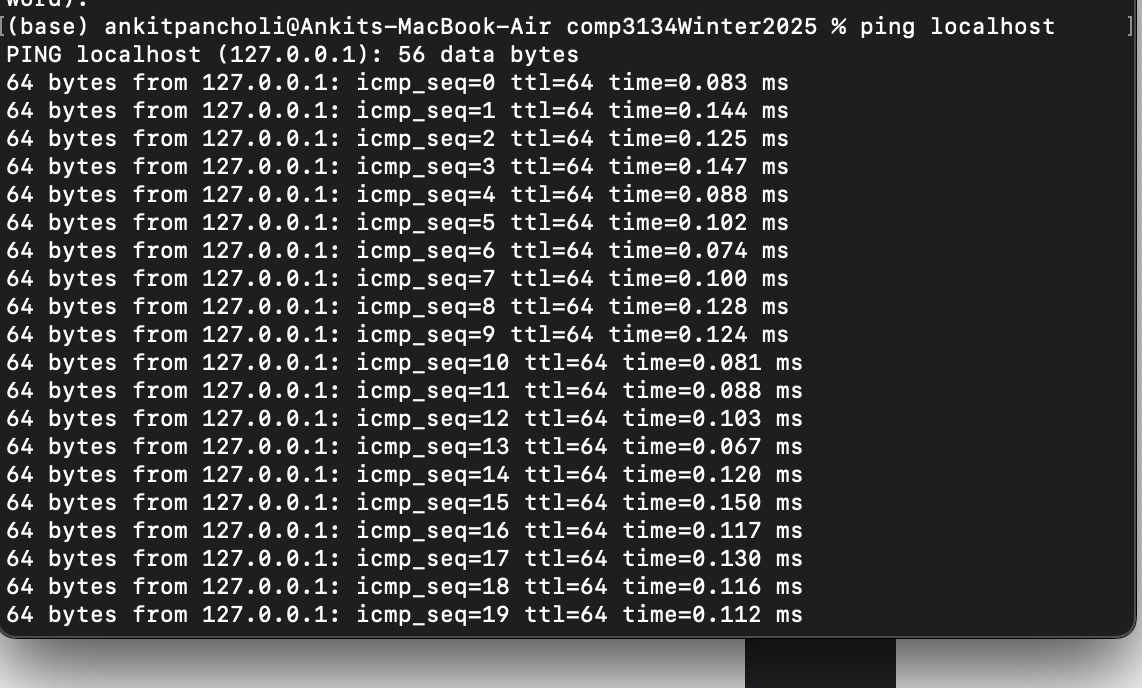 word).
(base) ankitpancholi@Ankits-MacBook-Air comp3134Winter2025 % ping localhost
PING localhost (127.0.0.1): 56 data bytes
64 bytes from 127.0.0.1: icmp_seq=0 ttl=64 time=0.083 ms
64 bytes from 127.0.0.1: icmp_seq=1 ttl=64 time=0.144 ms
64 bytes from 127.0.0.1: icmp_seq=2 ttl=64 time=0.125 ms
64 bytes from 127.0.0.1: icmp_seq=3 ttl=64 time=0.147 ms
64 bytes from 127.0.0.1: icmp_seq=4 ttl=64 time=0.088 ms
64 bytes from 127.0.0.1: icmp_seq=5 ttl=64 time=0.102 ms
64 bytes from 127.0.0.1: icmp_seq=6 ttl=64 time=0.074 ms
64 bytes from 127.0.0.1: icmp_seq=7 ttl=64 time=0.100 ms
64 bytes from 127.0.0.1: icmp_seq=8 ttl=64 time=0.128 ms
64 bytes from 127.0.0.1: icmp_seq=9 ttl=64 time=0.124 ms
64 bytes from 127.0.0.1: icmp_seq=10 ttl=64 time=0.081 ms
64 bytes from 127.0.0.1: icmp_seq=11 ttl=64 time=0.088 ms
64 bytes from 127.0.0.1: icmp_seq=12 ttl=64 time=0.103 ms
64 bytes from 127.0.0.1: icmp_seq=13 ttl=64 time=0.067 ms
64 bytes from 127.0.0.1: icmp_seq=14 ttl=64 time=0.120 ms
64 bytes from 127.0.0.1: icmp_seq=15 ttl=64 time=0.150 ms
64 bytes from 127.0.0.1: icmp_seq=16 ttl=64 time=0.117 ms
64 bytes from 127.0.0.1: icmp_seq=17 ttl=64 time=0.130 ms
64 bytes from 127.0.0.1: icmp_seq=18 ttl=64 time=0.116 ms
64 bytes from 127.0.0.1: icmp_seq=19 ttl=64 time=0.112 ms